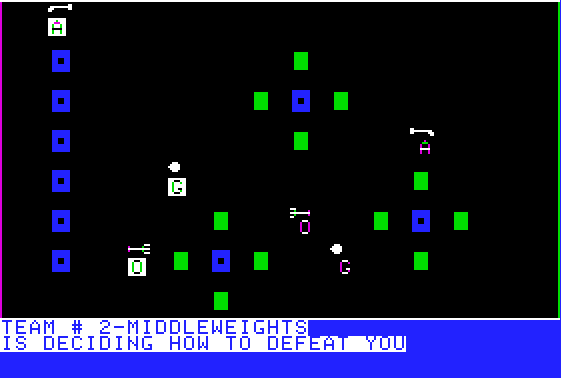 A
A
G
O
O
G
TEAM # 2-MIDDLEWEIGHTS
IS DECIDING HOW TO DEFEAT YOU